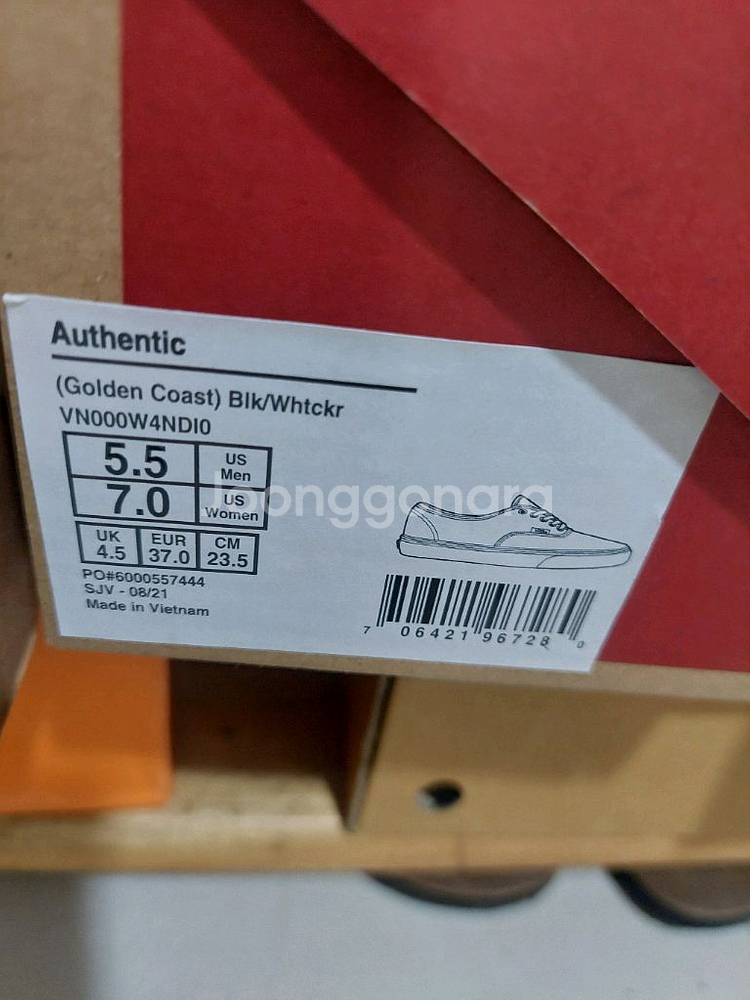 Authentic
(Golden Coast) Blk/Whtckr
VN000W4NDI0
5.5 US Men
7.0 US Women
UK 4.5 EUR 37.0 CM 23.5
PO#6000557444
SJV - 08/21
Made in Vietnam
7 06421 96728 0
Joonggonara